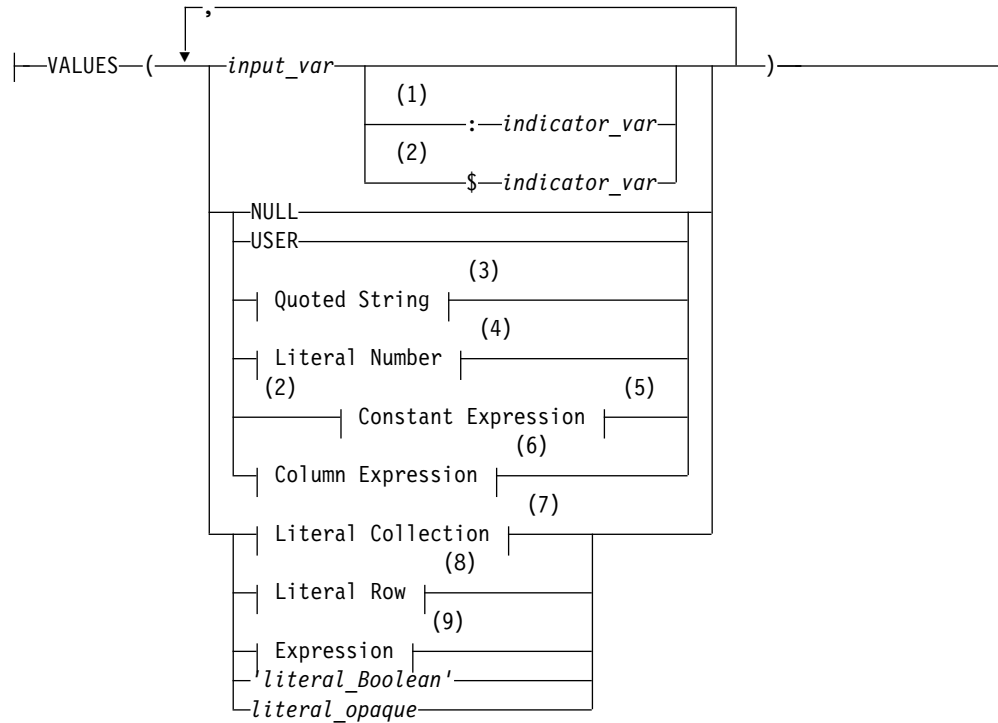 ,
VALUES ( input_var )
(1)
: indicator_var
(2)
$ indicator_var
NULL
USER
(3)
Quoted String
(4)
Literal Number
(2) (5)
Constant Expression
(6)
Column Expression
(7)
Literal Collection
(8)
Literal Row
(9)
Expression
'literal_Boolean'
literal_opaque